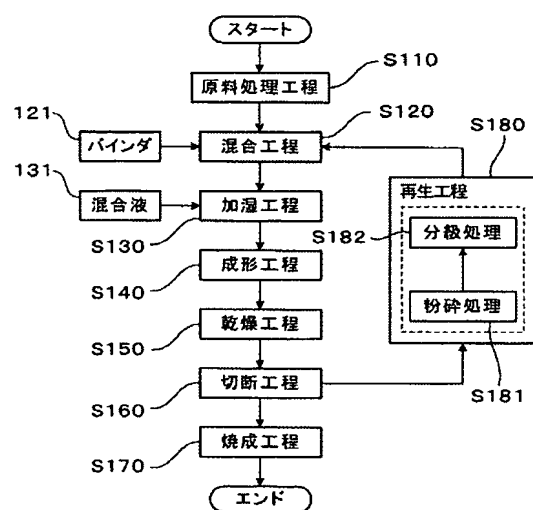 スタート
S110
原料処理工程
S120
121
バインダ
混合工程
S180
131
再生工程
混合液
加湿工程
S182
分級処理
S130
成形工程
S140
粉砕処理
乾燥工程
S150
S181
切断工程
S160
焼成工程
S170
エンド